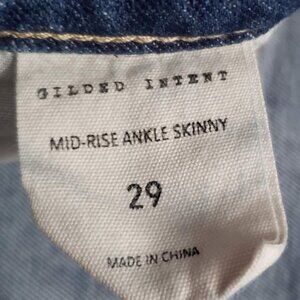 GILDED INTENT
MID-RISE ANKLE SKINNY
29
MADE IN CHINA